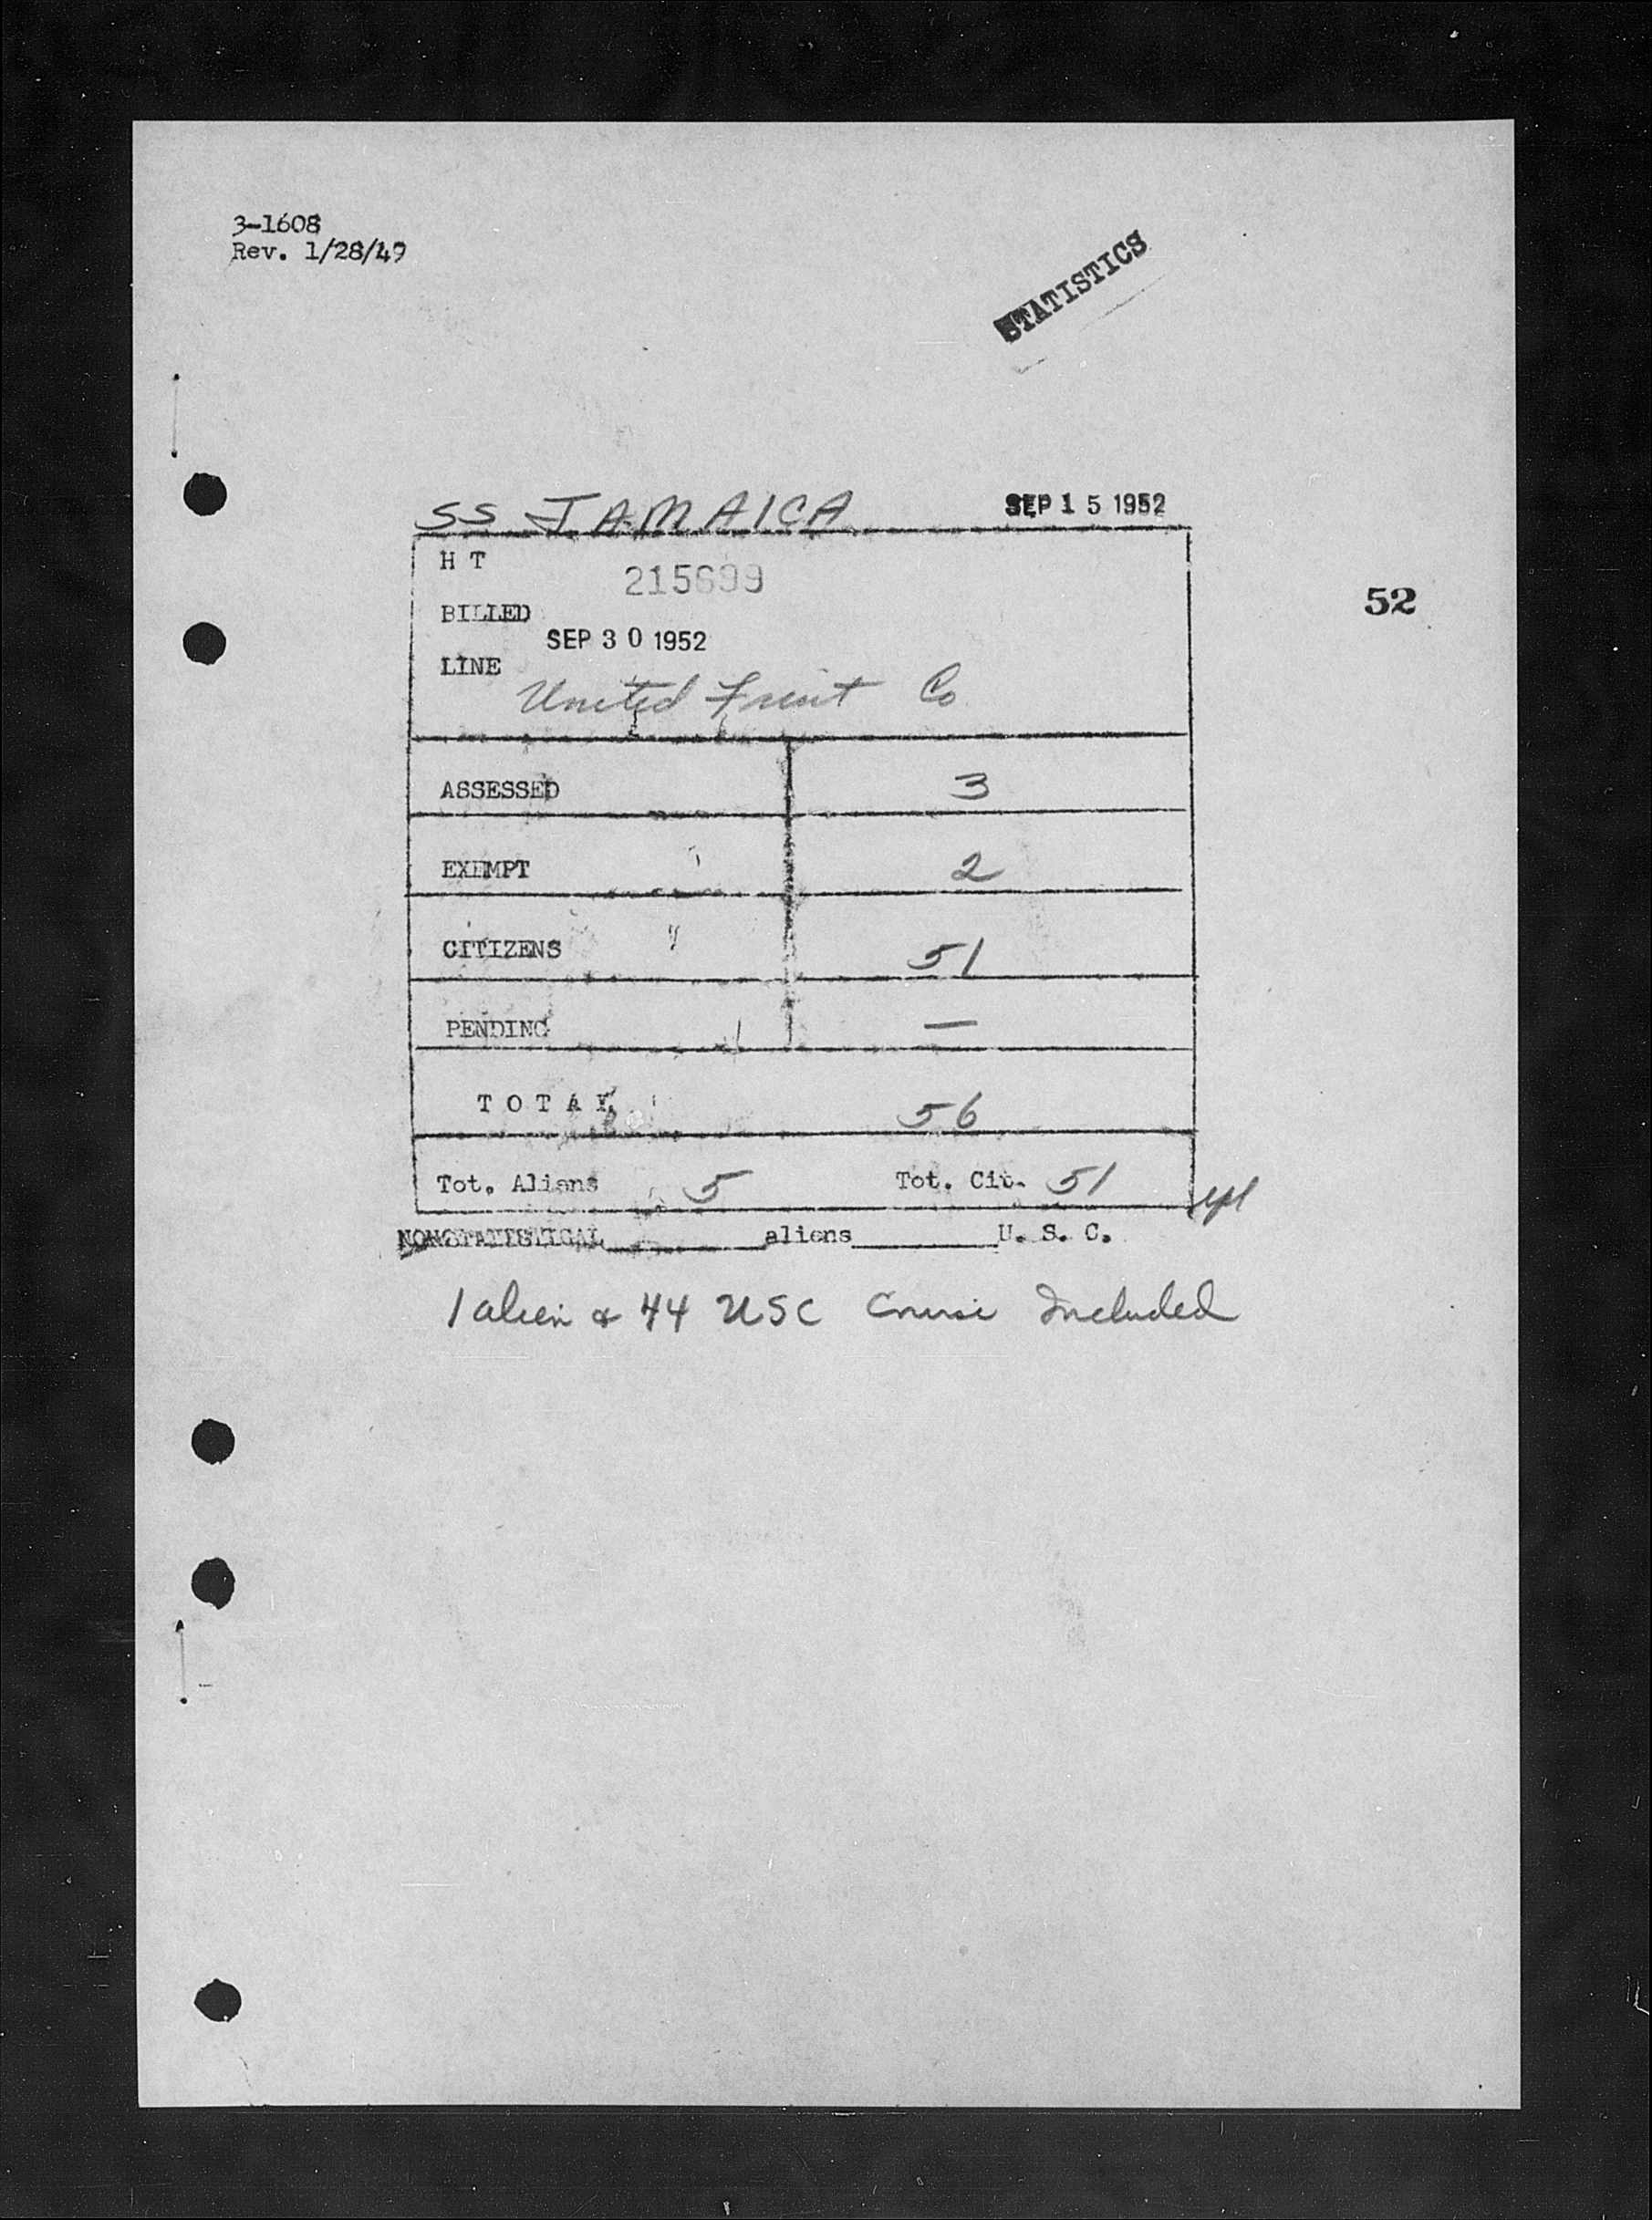 3-1608
Rev. 1/28/49
STATISTICS
SS JAMAICA SEP 15 1952
H T
215699
52
BILLED
SEP 30 1952
LINE
United Fruit Co
ASSESSED 3
EXEMPT 2
CITIZENS 51
PENDING —
TOTAL 56
Tot. Aliens 5 Tot. Cit. 51
NONSTATISTICAL aliens U. S. C.
1 alien & 44 USC Cruise Included